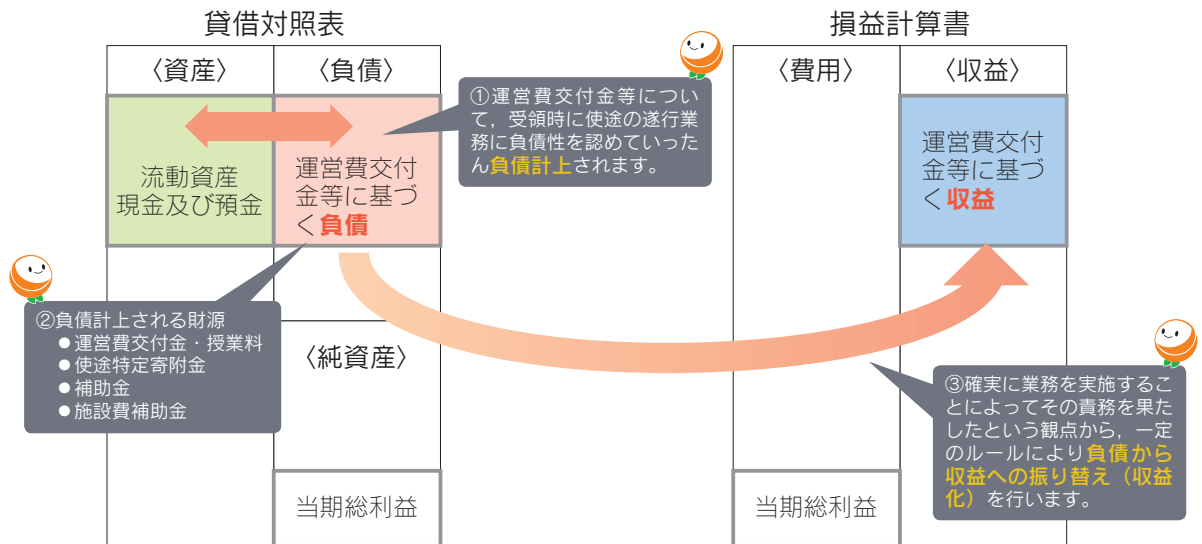 貸借対照表
〈資産〉
〈負債〉
流動資産
現金及び預金
運営費交付
金等に基づ
く負債
①運営費交付金等につい
て，受領時に使途の遂行業
務に負債性を認めていった
ん負債計上されます。
②負債計上される財源
●運営費交付金・授業料
●使途特定寄附金
●補助金
●施設費補助金
〈純資産〉
当期総利益
損益計算書
〈費用〉
〈収益〉
運営費交付
金等に基づ
く収益
③確実に業務を実施するこ
とによってその責務を果た
したという観点から，一定
のルールにより負債から
収益への振り替え（収益
化）を行います。
当期総利益